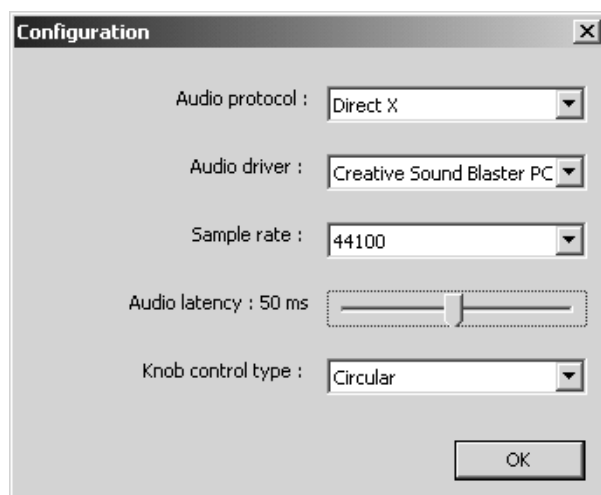 Configuration
Audio protocol : Direct X
Audio driver : Creative Sound Blaster PC
Sample rate : 44100
Audio latency : 50 ms
Knob control type : Circular
OK